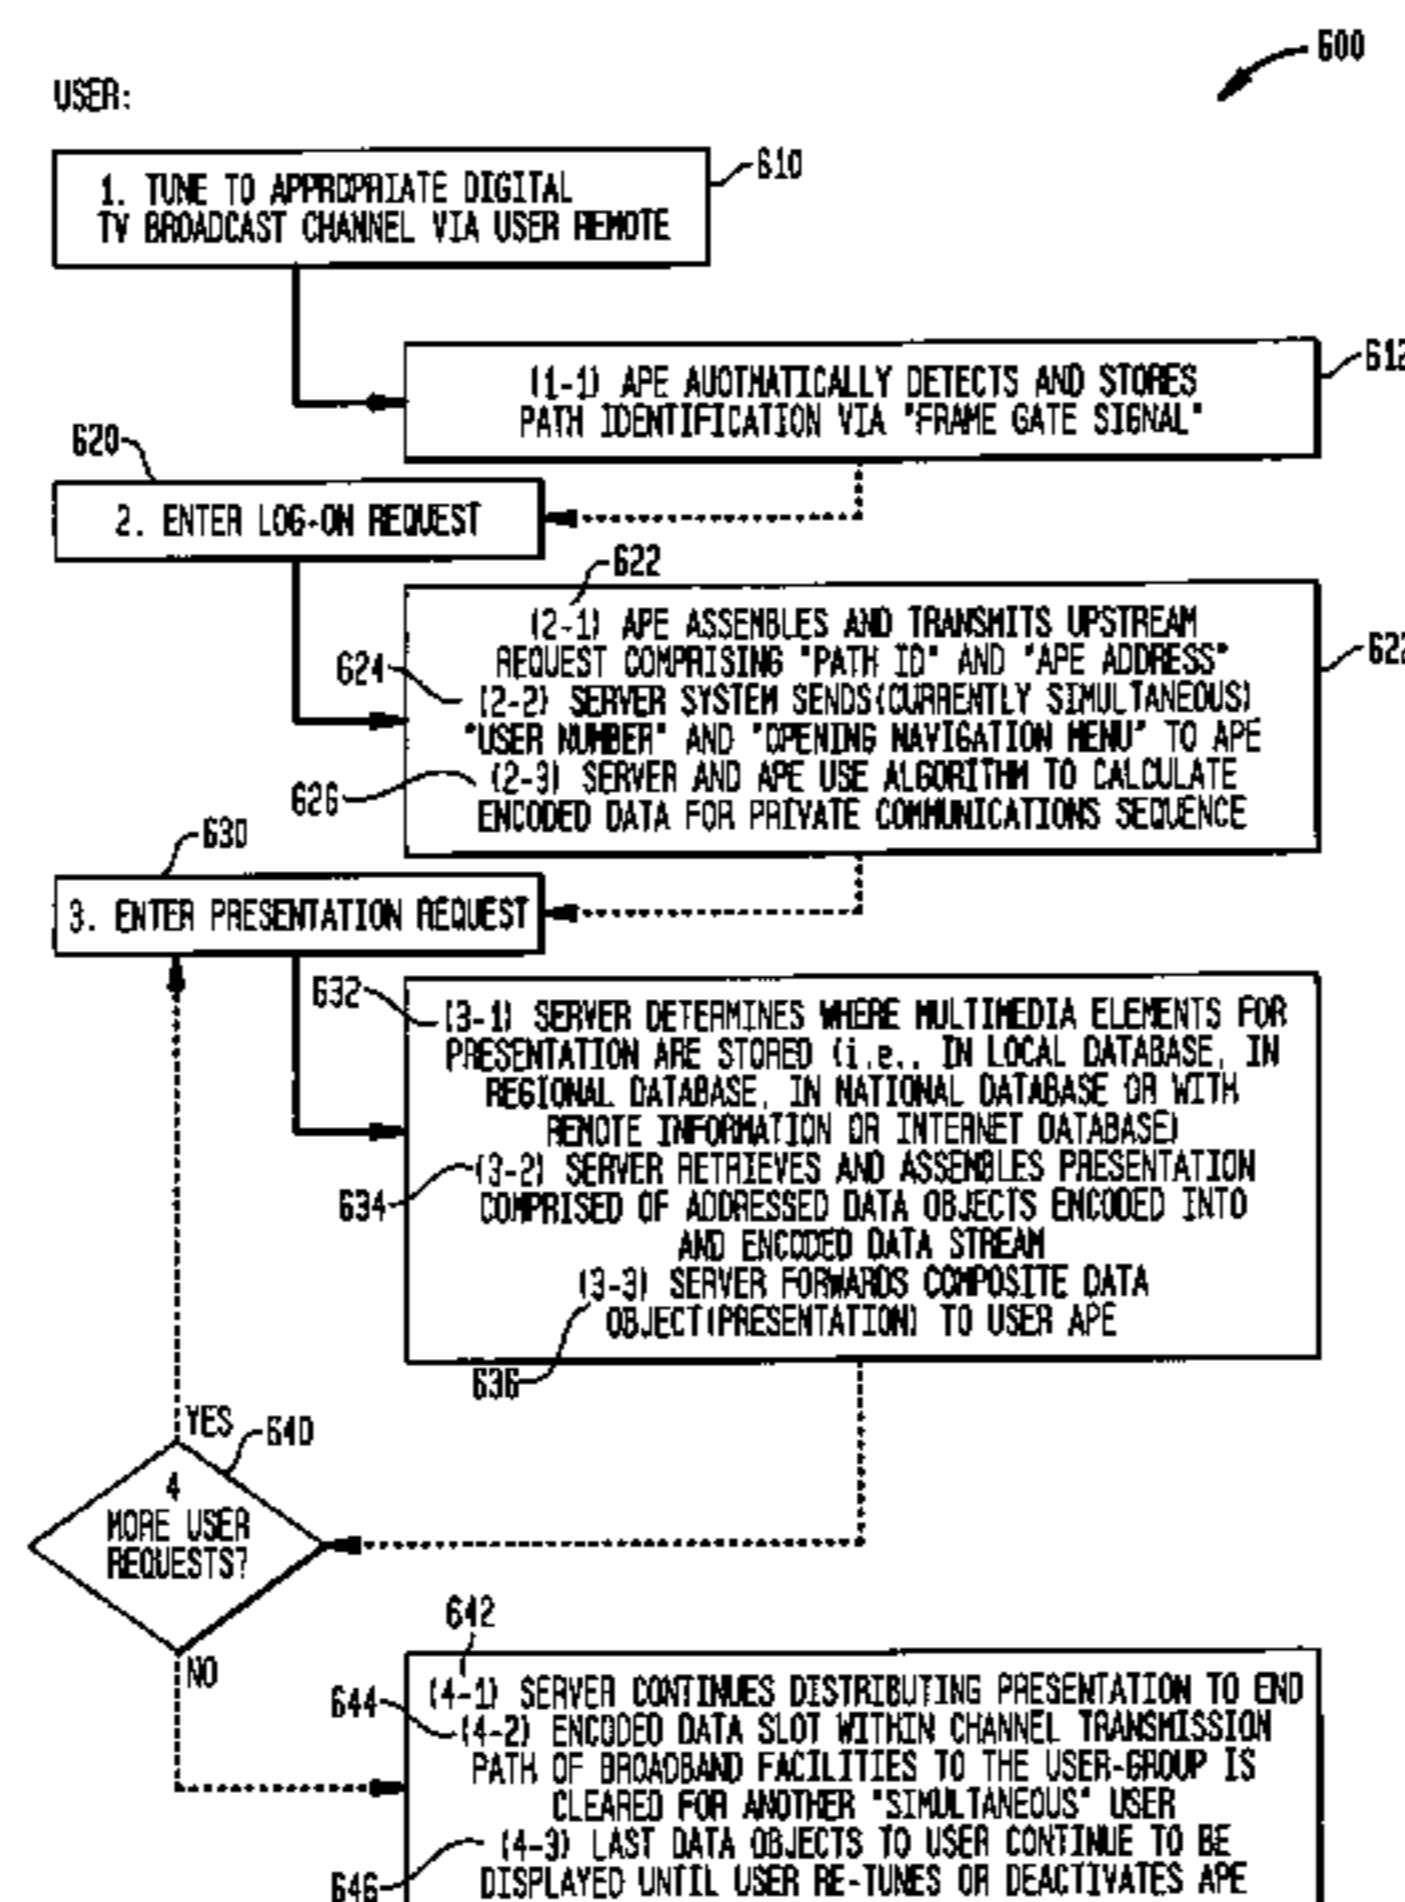 600
USER:
1. TUNE TO APPROPRIATE DIGITAL
TV BROADCAST CHANNEL VIA USER REMOTE
610
(1-1) APE AUOTMATICALLY DETECTS AND STORES
PATH IDENTIFICATION VIA "FRAME GATE SIGNAL"
612
620
2. ENTER LOG-ON REQUEST
622
(2-1) APE ASSEMBLES AND TRANSMITS UPSTREAM
REQUEST COMPRISING "PATH ID" AND "APE ADDRESS"
622
624
(2-2) SERVER SYSTEM SENDS(CURRENTLY SIMULTANEOUS)
"USER NUMBER" AND "OPENING NAVIGATION MENU" TO APE
626
(2-3) SERVER AND APE USE ALGORITHM TO CALCULATE
ENCODED DATA FOR PRIVATE COMMUNICATIONS SEQUENCE
630
3. ENTER PRESENTATION REQUEST
632
(3-1) SERVER DETERMINES WHERE MULTIMEDIA ELEMENTS FOR
PRESENTATION ARE STORED (i.e., IN LOCAL DATABASE, IN
REGIONAL DATABASE, IN NATIONAL DATABASE OR WITH
REMOTE INFORMATION OR INTERNET DATABASE)
634
(3-2) SERVER RETRIEVES AND ASSEMBLES PRESENTATION
COMPRISED OF ADDRESSED DATA OBJECTS ENCODED INTO
AND ENCODED DATA STREAM
(3-3) SERVER FORWARDS COMPOSITE DATA
OBJECT(PRESENTATION) TO USER APE
636
YES
640
4
MORE USER
REQUESTS?
NO
642
(4-1) SERVER CONTINUES DISTRIBUTING PRESENTATION TO END
644
(4-2) ENCODED DATA SLOT WITHIN CHANNEL TRANSMISSION
PATH OF BROADBAND FACILITIES TO THE USER-GROUP IS
CLEARED FOR ANOTHER "SIMULTANEOUS" USER
(4-3) LAST DATA OBJECTS TO USER CONTINUE TO BE
DISPLAYED UNTIL USER RE-TUNES OR DEACTIVATES APE
646